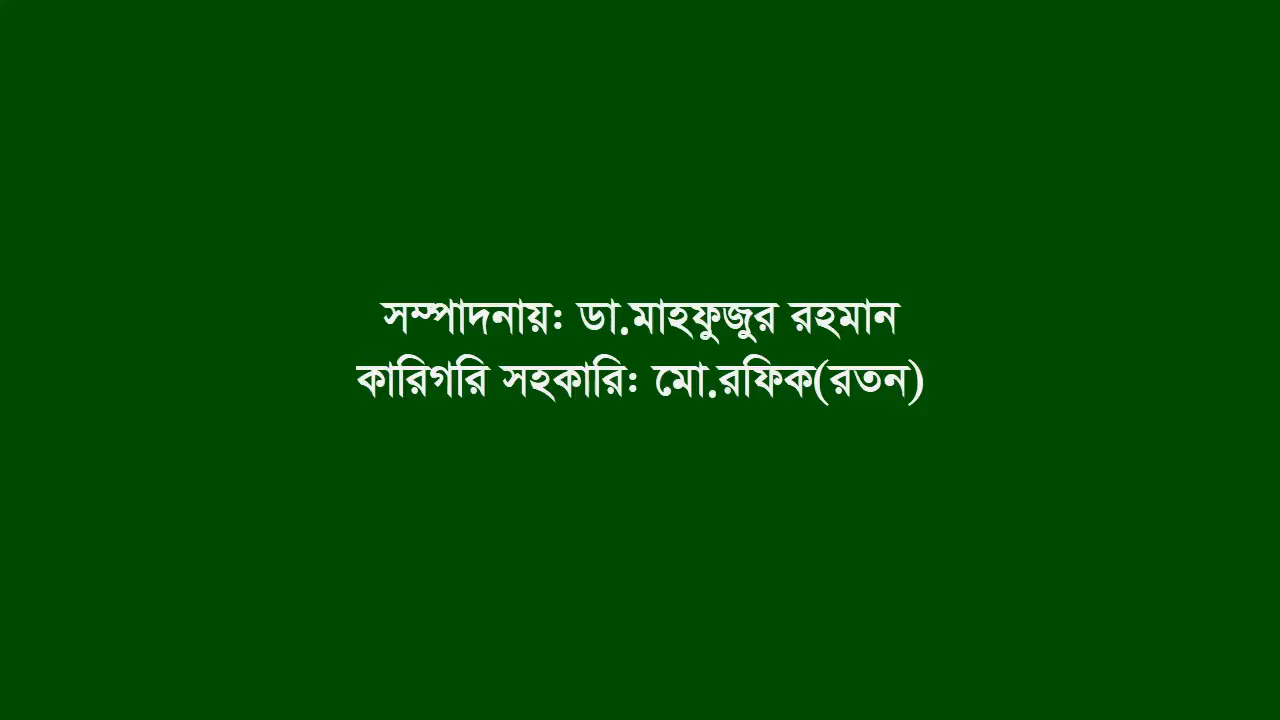 সম্পাদনায়ঃ ডা.মাহফুজুর রহমান
কারিগরি সহকারিঃ মো.রফিক(রতন)